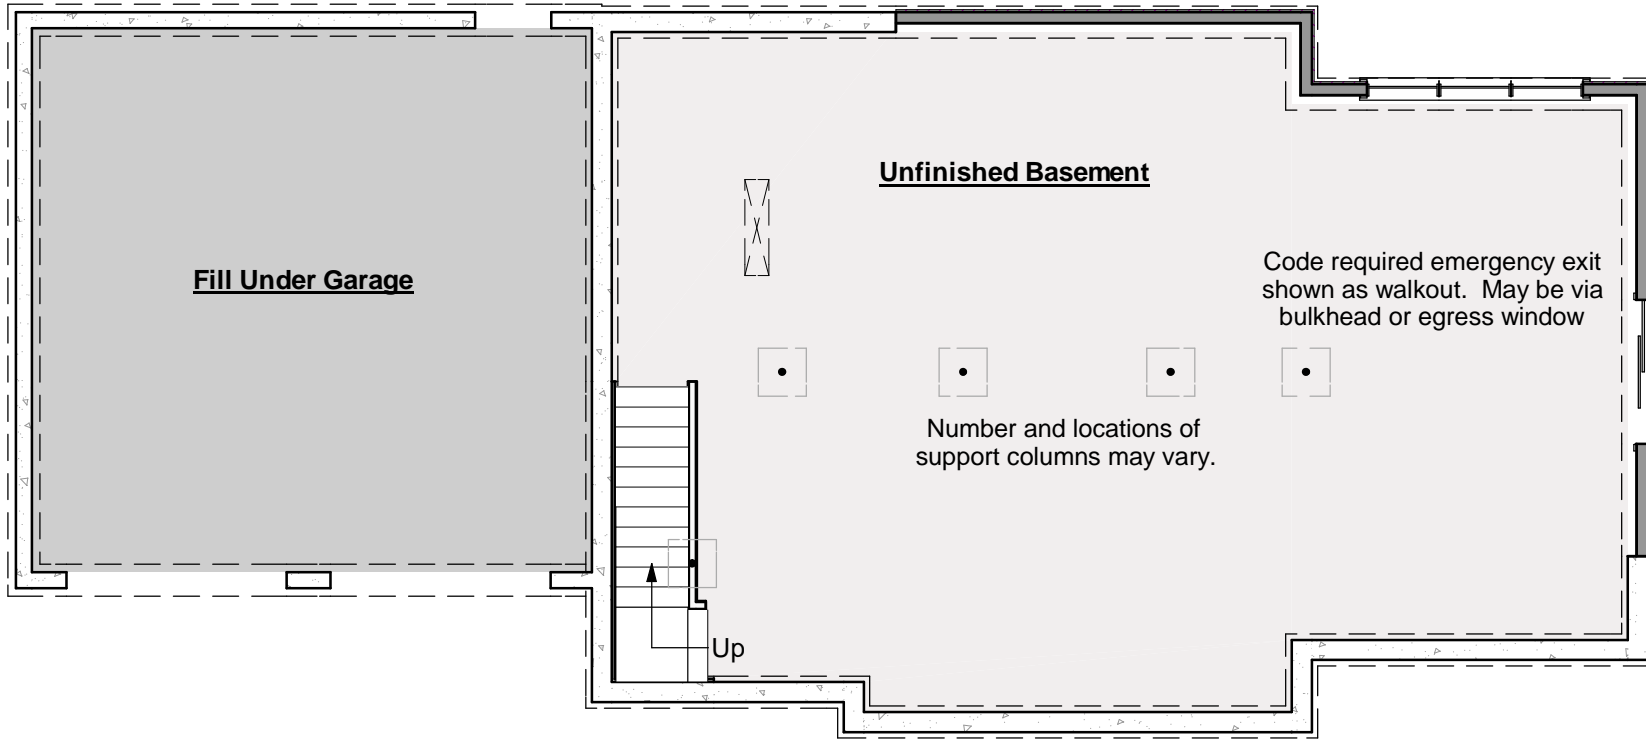 Unfinished Basement
Fill Under Garage
Code required emergency exit
shown as walkout.  May be via
bulkhead or egress window
Number and locations of
support columns may vary.
Up